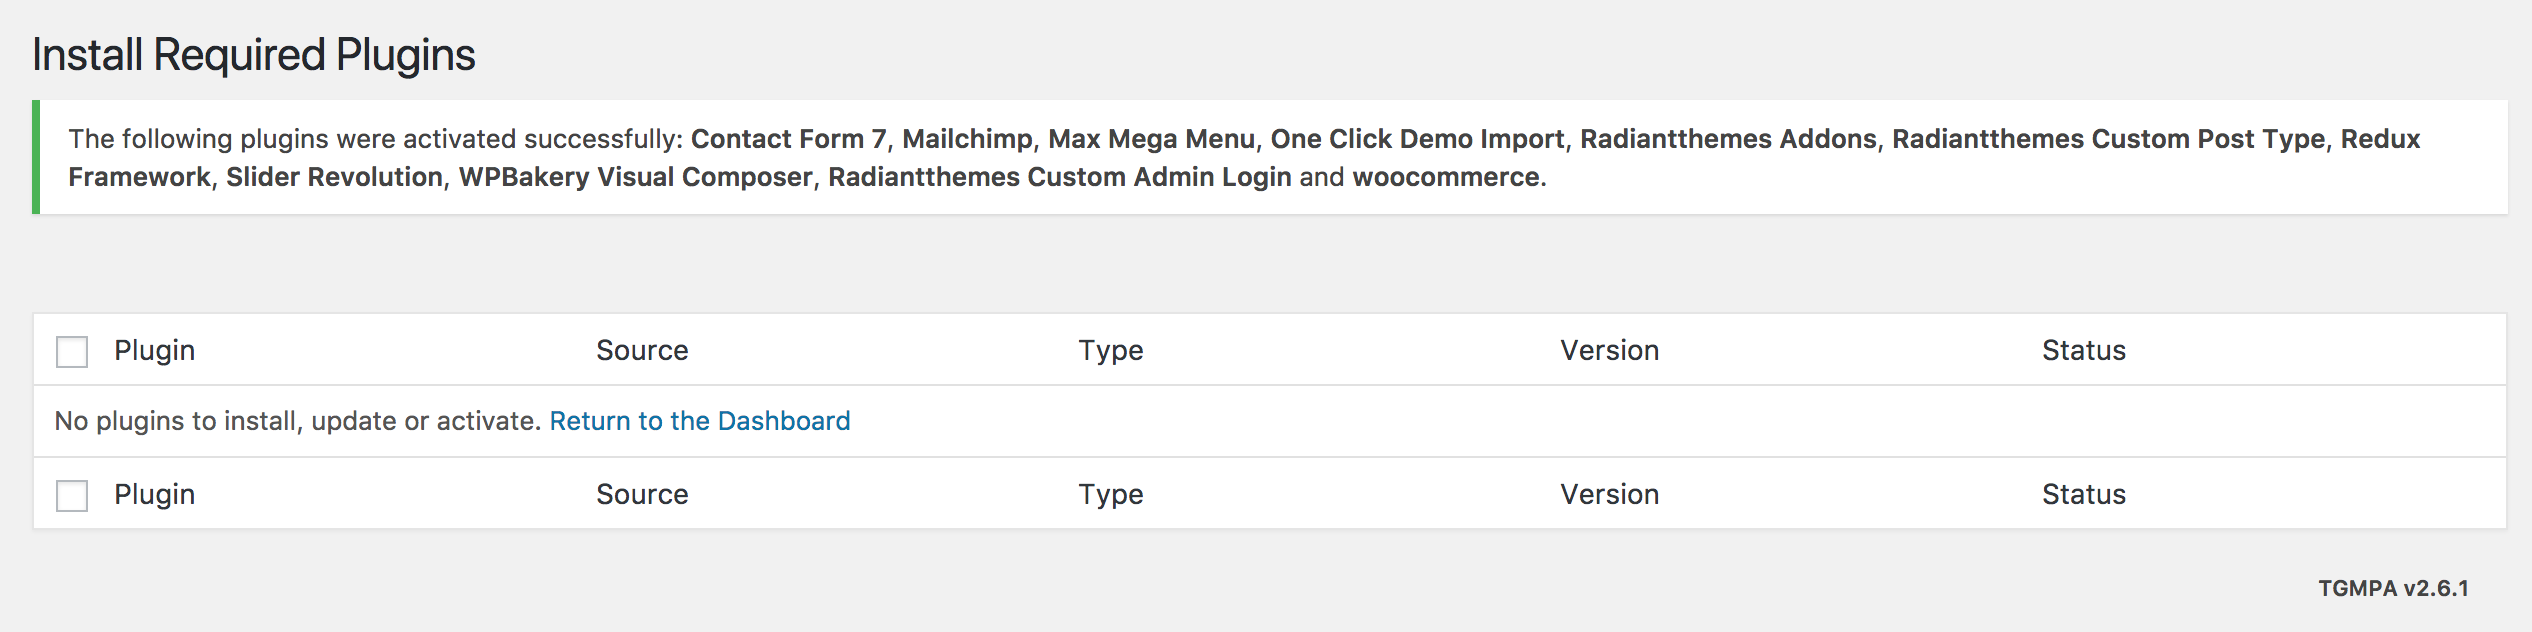 Install Required Plugins
The following plugins were activated successfully: Contact Form 7, Mailchimp, Max Mega Menu, One Click Demo Import, Radiantthemes Addons, Radiantthemes Custom Post Type, Redux
Framework, Slider Revolution, WPBakery Visual Composer, Radiantthemes Custom Admin Login and woocommerce.
Plugin Source Type Version Status
No plugins to install, update or activate. Return to the Dashboard
Plugin Source Type Version Status
TGMPA v2.6.1